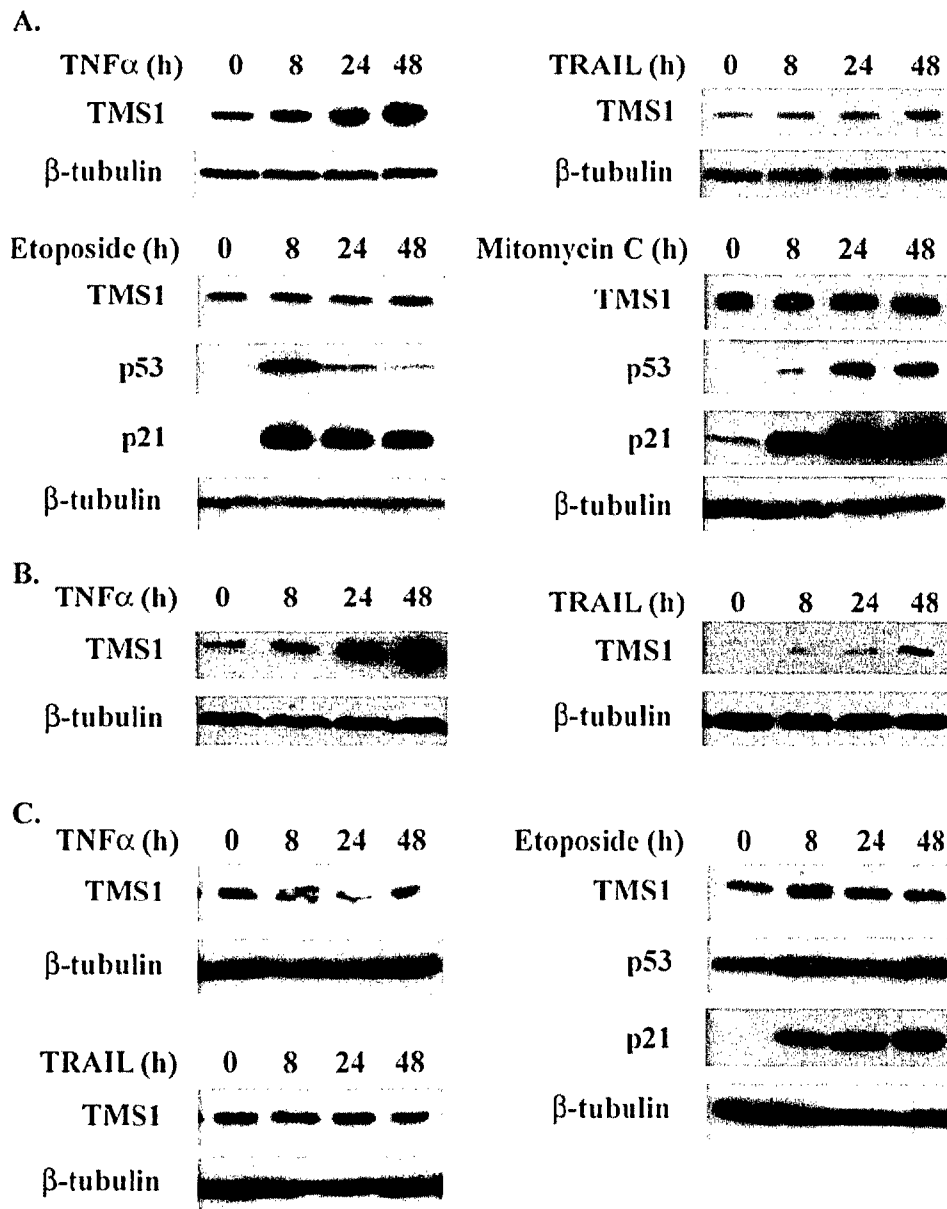 A.
TNFα (h) 0 8 24 48
TMS1
β-tubulin
TRAIL (h) 0 8 24 48
TMS1
β-tubulin
Etoposide (h) 0 8 24 48
TMS1
p53
p21
β-tubulin
Mitomycin C (h) 0 8 24 48
TMS1
p53
p21
β-tubulin
B.
TNFα (h) 0 8 24 48
TMS1
β-tubulin
TRAIL (h) 0 8 24 48
TMS1
β-tubulin
C.
TNFα (h) 0 8 24 48
TMS1
β-tubulin
TRAIL (h) 0 8 24 48
TMS1
β-tubulin
Etoposide (h) 0 8 24 48
TMS1
p53
p21
β-tubulin